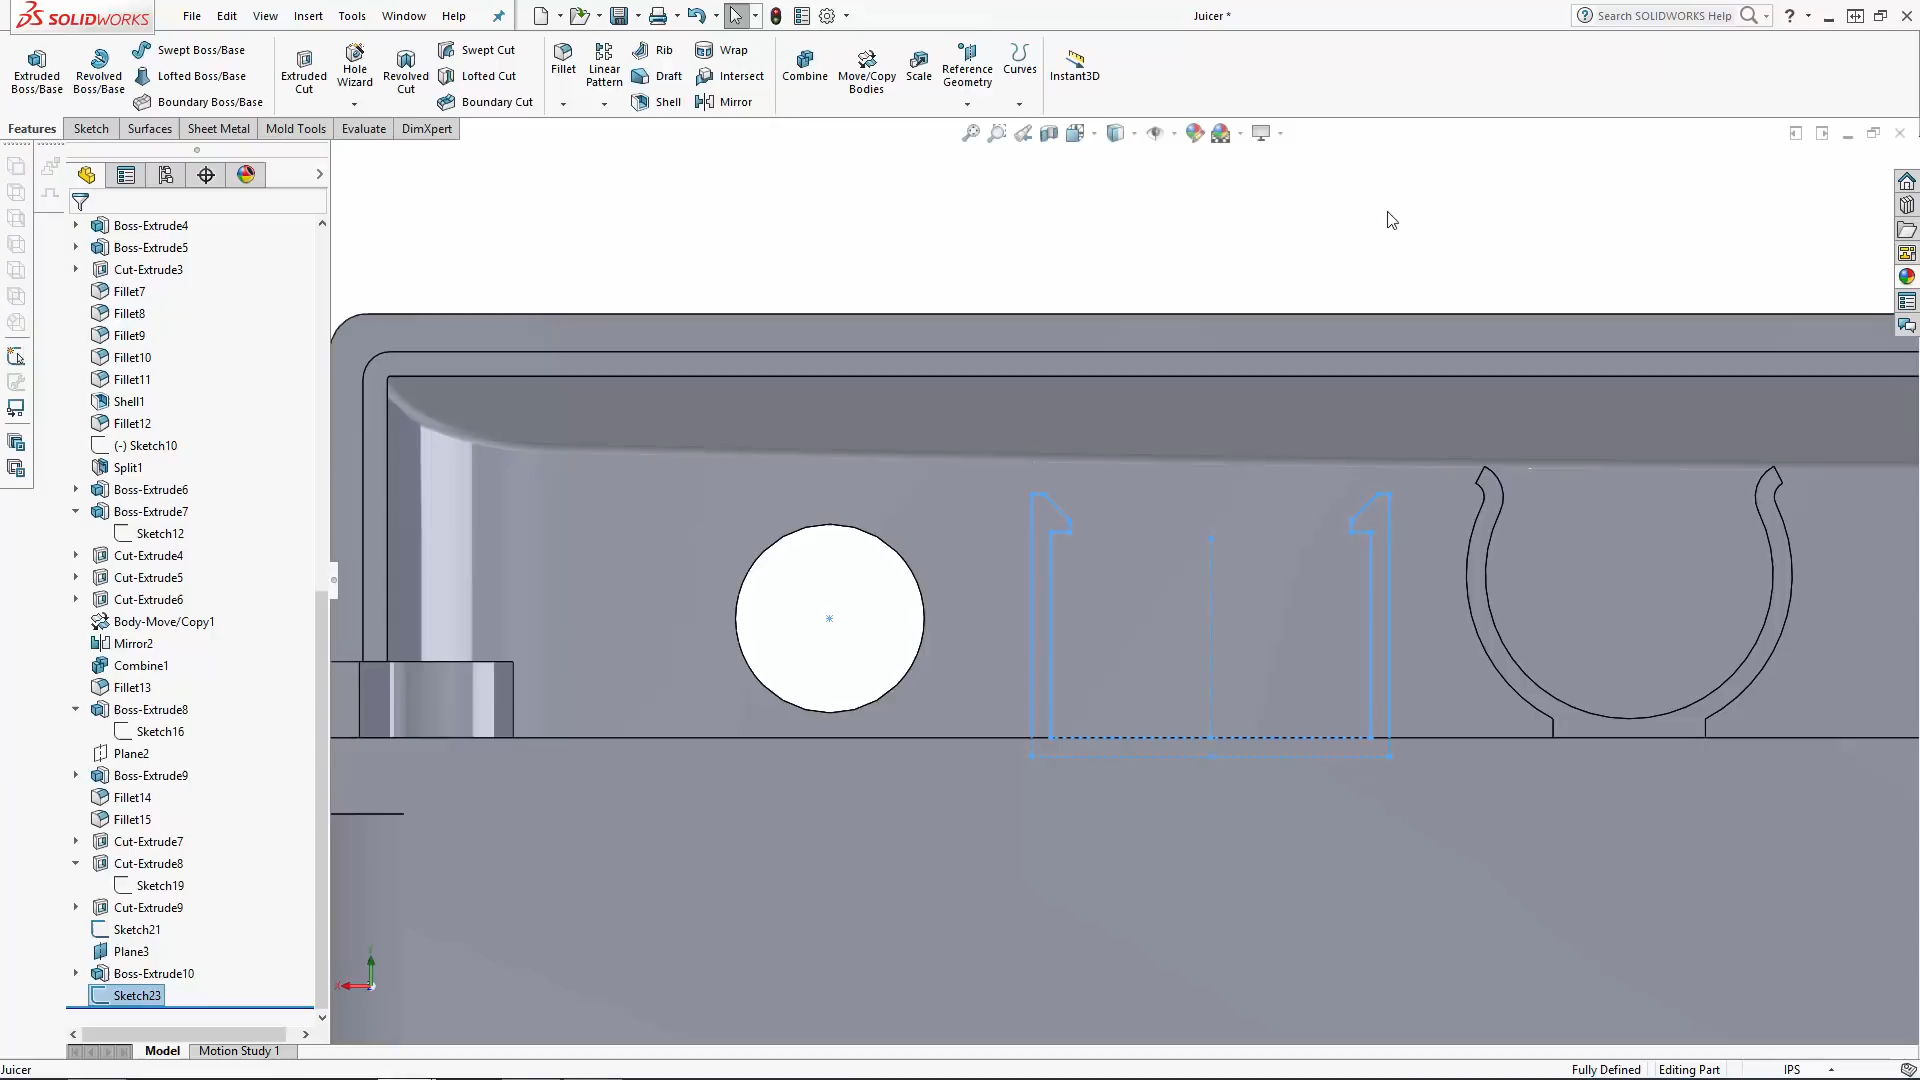 SOLIDWORKS
File Edit View Insert Tools Window Help
Juicer *
Search SOLIDWORKS Help
Extruded Boss/Base
Revolved Boss/Base
Swept Boss/Base
Lofted Boss/Base
Boundary Boss/Base
Extruded Cut
Hole Wizard
Revolved Cut
Swept Cut
Lofted Cut
Boundary Cut
Fillet
Linear Pattern
Rib
Draft
Shell
Wrap
Intersect
Mirror
Combine
Move/Copy Bodies
Scale
Reference Geometry
Curves
Instant3D
Features Sketch Surfaces Sheet Metal Mold Tools Evaluate DimXpert
Boss-Extrude4
Boss-Extrude5
Cut-Extrude3
Fillet7
Fillet8
Fillet9
Fillet10
Fillet11
Shell1
Fillet12
(-) Sketch10
Split1
Boss-Extrude6
Boss-Extrude7
Sketch12
Cut-Extrude4
Cut-Extrude5
Cut-Extrude6
Body-Move/Copy1
Mirror2
Combine1
Fillet13
Boss-Extrude8
Sketch16
Plane2
Boss-Extrude9
Fillet14
Fillet15
Cut-Extrude7
Cut-Extrude8
Sketch19
Cut-Extrude9
Sketch21
Plane3
Boss-Extrude10
Sketch23
Model Motion Study 1
Juicer
Fully Defined Editing Part IPS